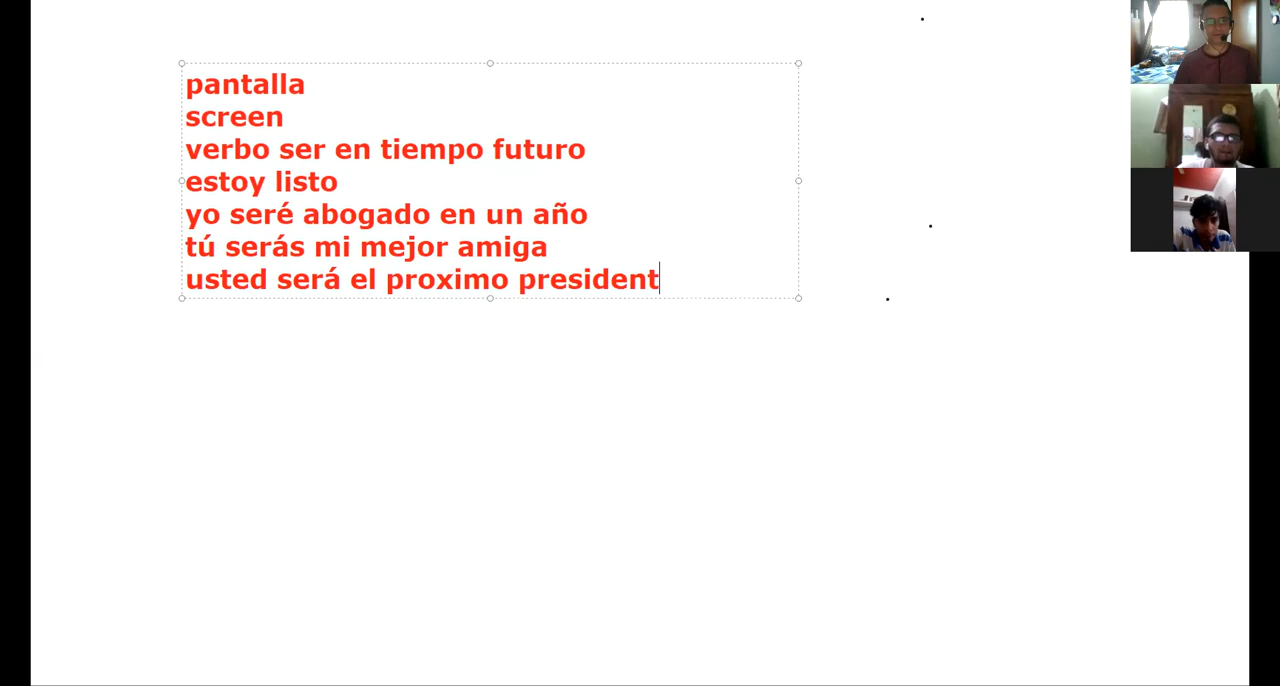 pantalla
screen
verbo ser en tiempo futuro
estoy listo
yo seré abogado en un año
tú serás mi mejor amiga
usted será el proximo president